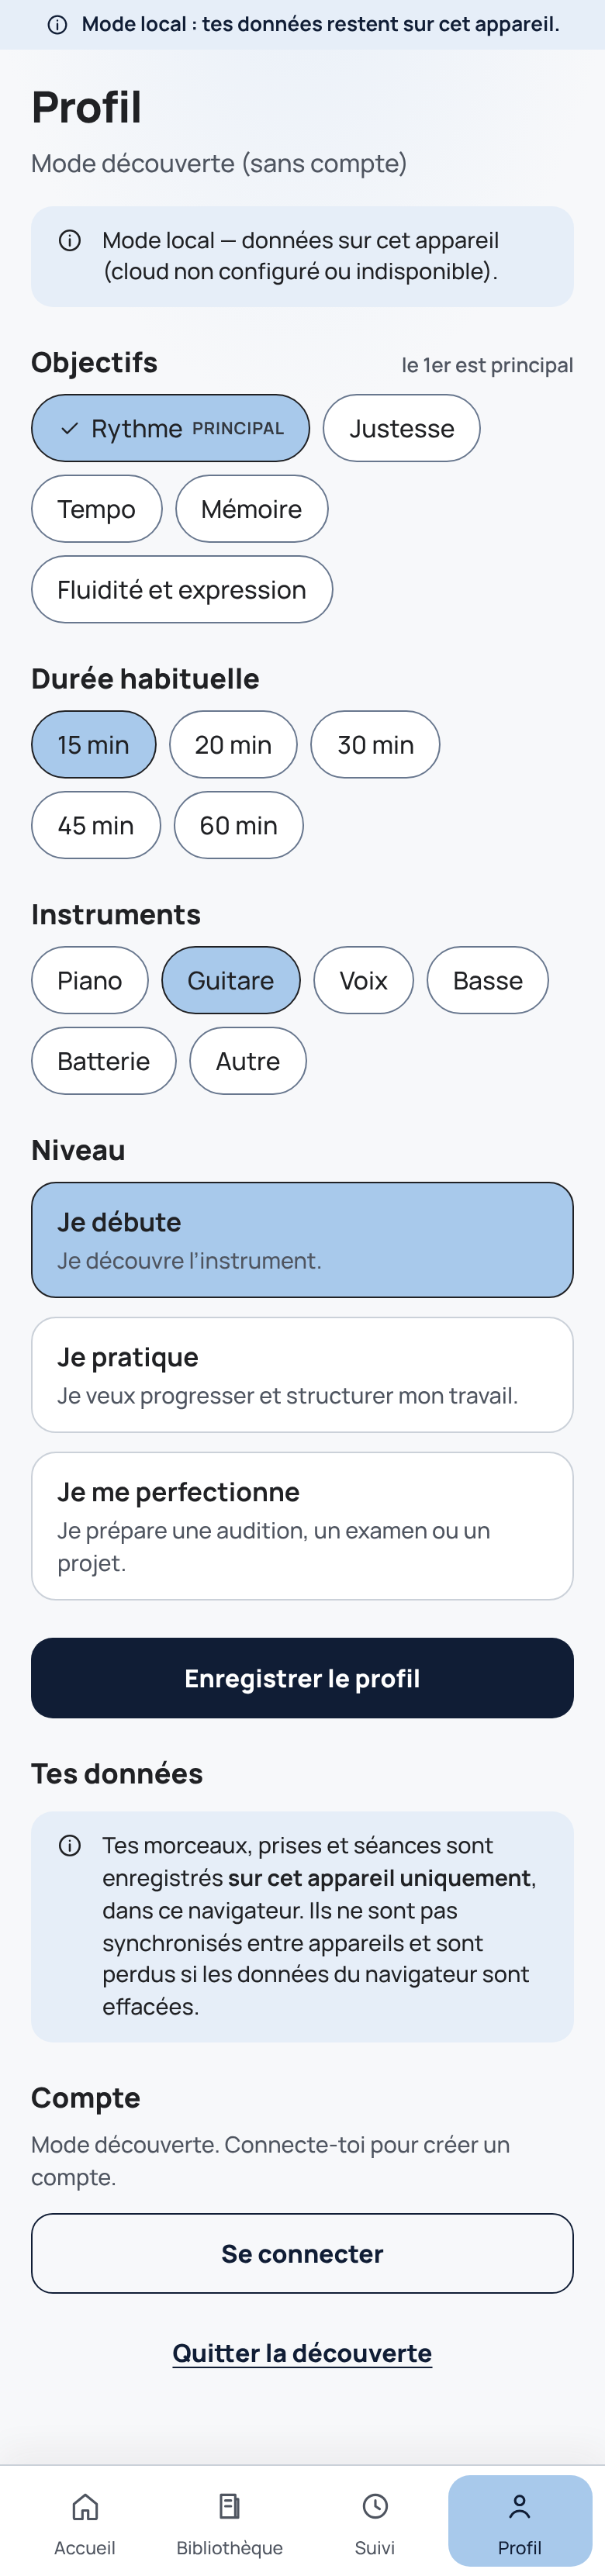 Mode local : tes données restent sur cet appareil.
Profil
Mode découverte (sans compte)
Mode local — données sur cet appareil
(cloud non configuré ou indisponible).
Objectifs le 1er est principal
Rythme PRINCIPAL Justesse
Tempo Mémoire
Fluidité et expression
Durée habituelle
15 min 20 min 30 min
45 min 60 min
Instruments
Piano Guitare Voix Basse
Batterie Autre
Niveau
Je débute
Je découvre l’instrument.
Je pratique
Je veux progresser et structurer mon travail.
Je me perfectionne
Je prépare une audition, un examen ou un
projet.
Enregistrer le profil
Tes données
Tes morceaux, prises et séances sont
enregistrés sur cet appareil uniquement,
dans ce navigateur. Ils ne sont pas
synchronisés entre appareils et sont
perdus si les données du navigateur sont
effacées.
Compte
Mode découverte. Connecte-toi pour créer un
compte.
Se connecter
Quitter la découverte
Accueil Bibliothèque Suivi Profil